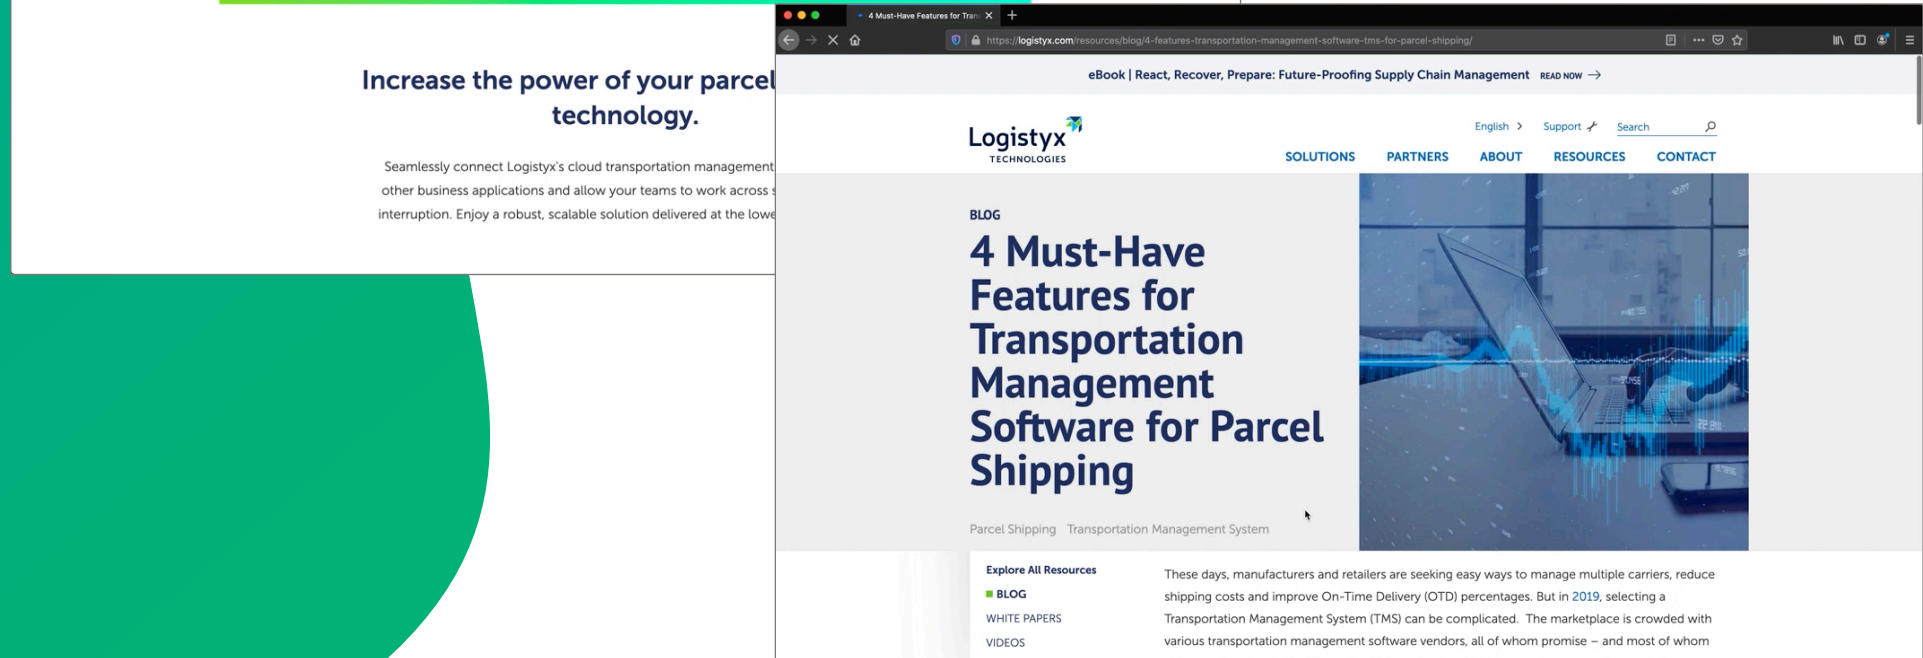 Increase the power of your parcel
technology.
Seamlessly connect Logistyx's cloud transportation management
other business applications and allow your teams to work across
interruption. Enjoy a robust, scalable solution delivered at the
4 Must-Have Features for Tran
https://logistyx.com/resources/blog/4-features-transportation-management-software-tms-for-parcel-shipping/
eBook | React, Recover, Prepare: Future-Proofing Supply Chain Management READ NOW
Logistyx
TECHNOLOGIES
English Support Search
SOLUTIONS PARTNERS ABOUT RESOURCES CONTACT
BLOG
4 Must-Have
Features for
Transportation
Management
Software for Parcel
Shipping
Parcel Shipping Transportation Management System
Explore All Resources
BLOG
WHITE PAPERS
VIDEOS
These days, manufacturers and retailers are seeking easy ways to manage multiple carriers, reduce
shipping costs and improve On-Time Delivery (OTD) percentages. But in 2019, selecting a
Transportation Management System (TMS) can be complicated. The marketplace is crowded with
various transportation management software vendors, all of whom promise – and most of whom